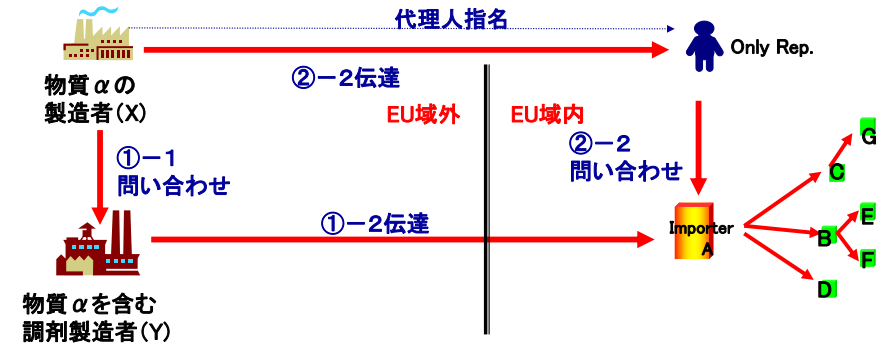 代理人指名
Only Rep.
②－２伝達
物質αの
製造者(X)
EU域外
EU域内
①－１
問い合わせ
②－２
問い合わせ
①－２伝達
Importer
A
G
C
E
B
F
D
物質αを含む
調剤製造者(Y)